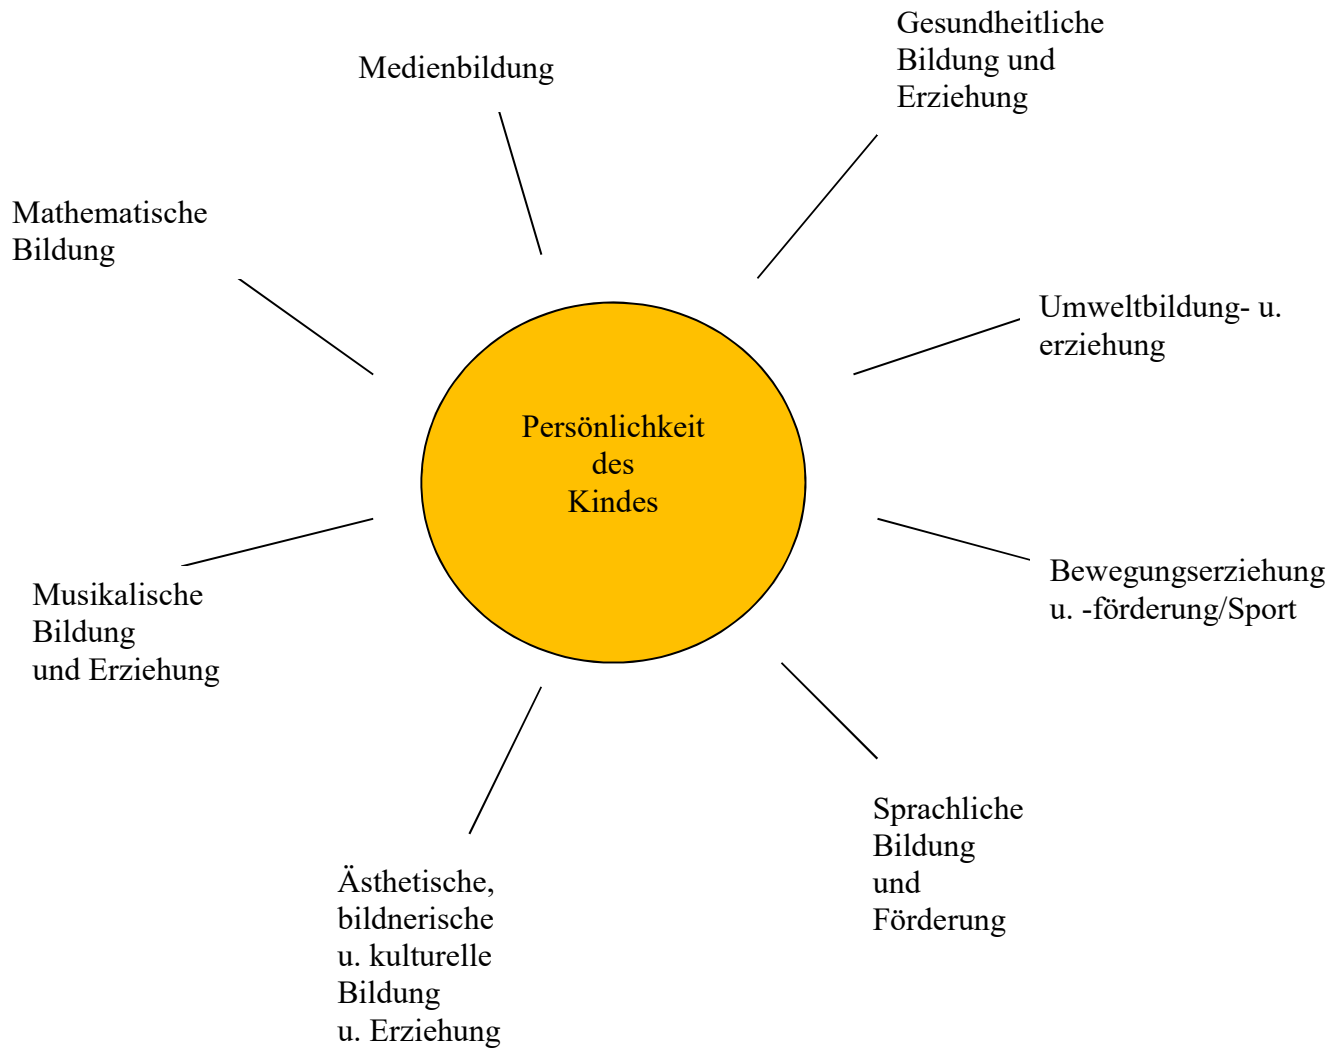 Medienbildung
Gesundheitliche
Bildung und
Erziehung
Mathematische
Bildung
Umweltbildung- u.
erziehung
Persönlichkeit
des
Kindes
Bewegungserziehung
u. -förderung/Sport
Musikalische
Bildung
und Erziehung
Sprachliche
Bildung
und
Förderung
Ästhetische,
bildnerische
u. kulturelle
Bildung
u. Erziehung